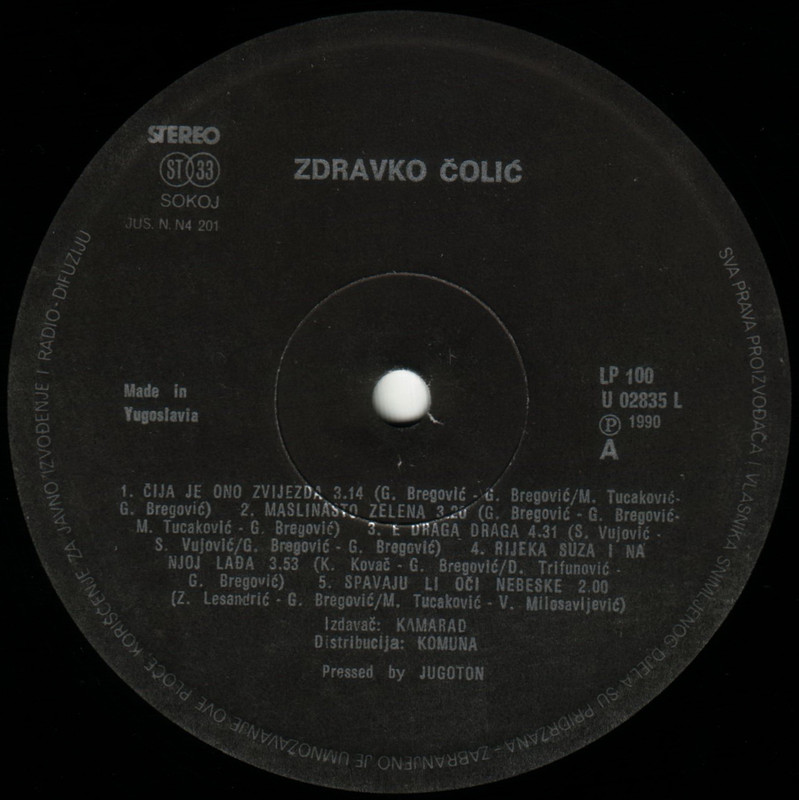 STEREO
ST 33
SOKOJ
JUS. N. N4 201
ZDRAVKO ČOLIĆ
Made in
Yugoslavia
LP 100
U 02835 L
Ⓟ 1990
A
1. ČIJA JE ONO ZVIJEZDA 3.14 (G. Bregović - G. Bregović/M. Tucaković-
G. Bregović) 2. MASLINASTO ZELENA 3.20 (G. Bregović - G. Bregović-
M. Tucaković - G. Bregović) 3. E DRAGA DRAGA 4.31 (S. Vujović -
S. Vujović/G. Bregović - G. Bregović) 4. RIJEKA SUZA I NA
NJOJ LAĐA 3.53 (K. Kovač - G. Bregović/D. Trifunović -
G. Bregović) 5. SPAVAJU LI OČI NEBESKE 2.00
(Z. Lesandrić - G. Bregović/M. Tucaković - V. Milosavijević)
Izdavač: KAMARAD
Distribucija: KOMUNA
Pressed by JUGOTON
SVA PRAVA PROIZVOĐAČA / VLASNIKA SNIMLJENOG DJELA SU PRIDRŽANA - ZABRANJENO JE UMNOŽAVANJE OVE PLOČE, KORIŠĆENJE ZA JAVNO IZVOĐENJE / RADIO-DIFUZIJU